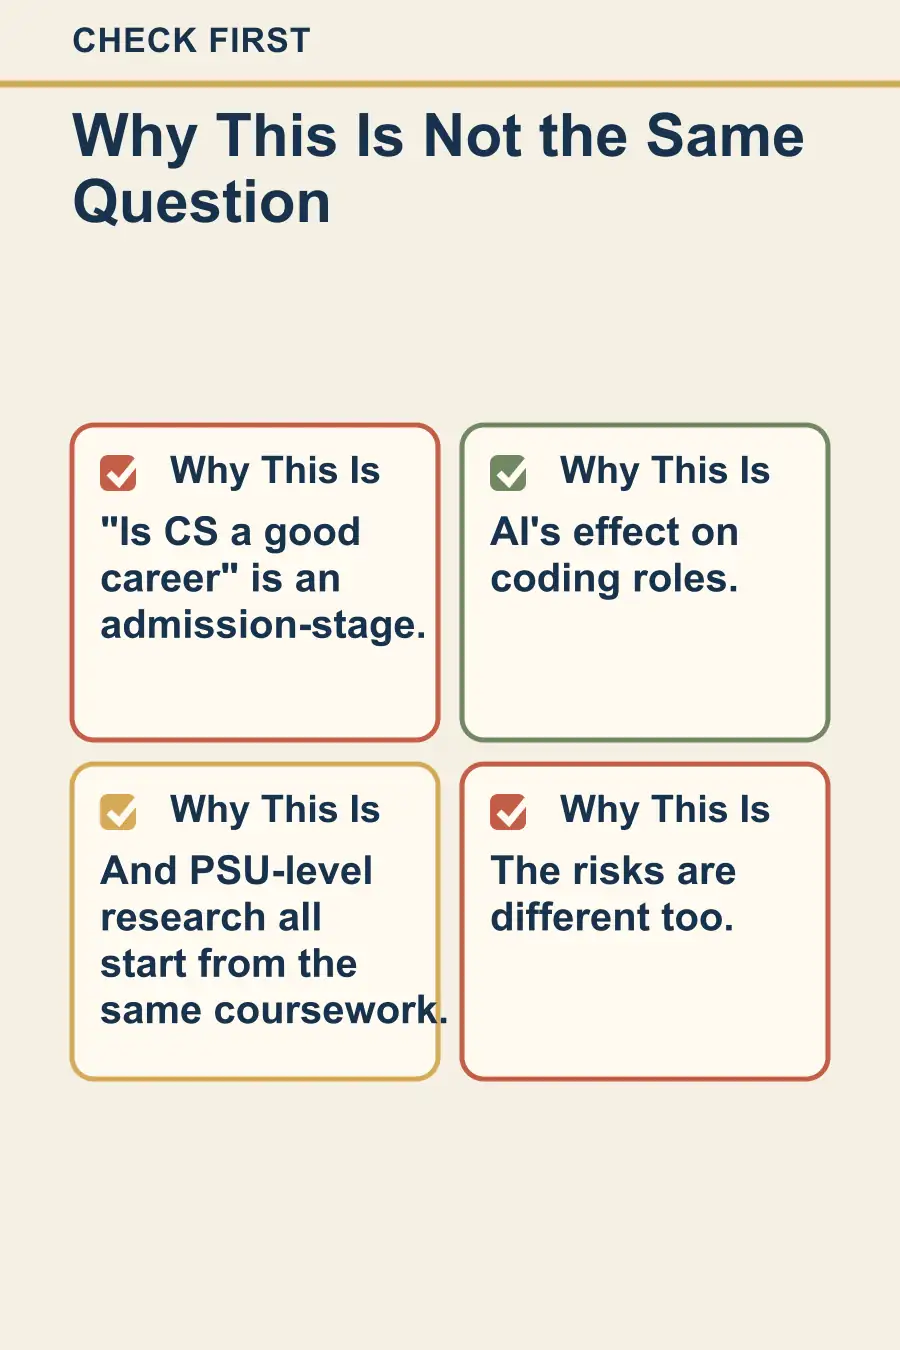 CHECK FIRST
Why This Is Not the Same
Question
Why This Is
"Is CS a good
career" is an
admission-stage.
Why This Is
AI's effect on
coding roles.
Why This Is
And PSU-level
research all
start from the
same coursework.
Why This Is
The risks are
different too.